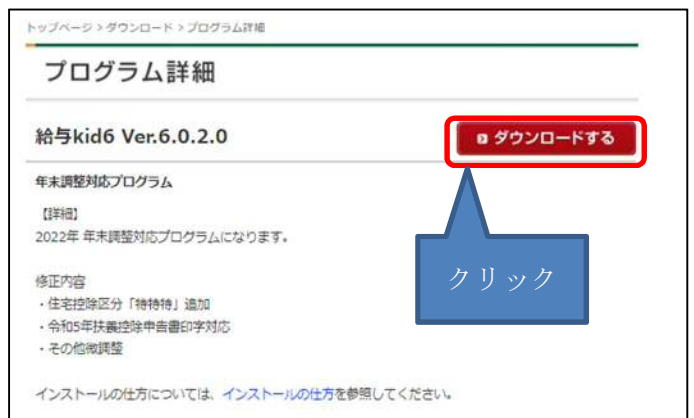 トップページ > ダウンロード > プログラム詳細
プログラム詳細
給与kid6 Ver.6.0.2.0
ダウンロードする
年末調整対応プログラム
【詳細】
2022年 年末調整対応プログラムになります。
クリック
修正内容
・住宅控除区分「特特特」追加
・令和5年扶養控除申告書印字対応
・その他微調整
インストールの仕方については、インストールの仕方を参照してください。